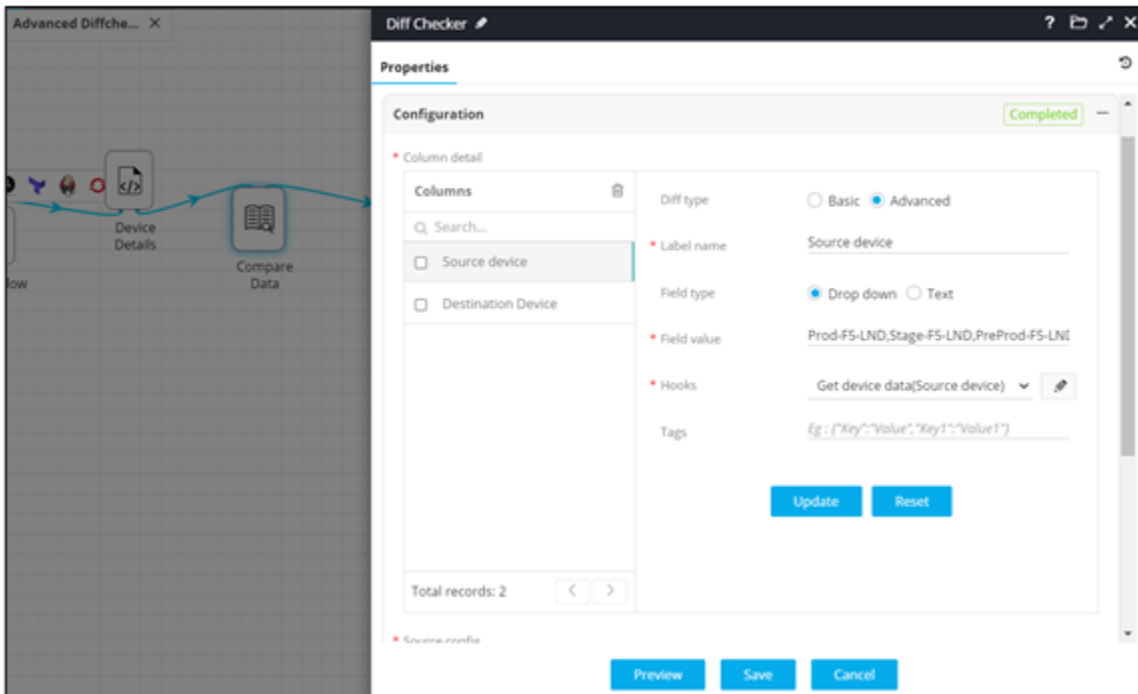 Advanced Diffche...
Diff Checker
?
Properties
Configuration
Completed
* Column detail
Columns
Search...
Source device
Destination Device
Total records: 2
Diff type
Basic
Advanced
* Label name
Source device
Field type
Drop down
Text
* Field value
Prod-F5-LND,Stage-F5-LND,PreProd-F5-LND
* Hooks
Get device data(Source device)
Tags
Eg : {"Key":"Value","Key1":"Value1"}
Update
Reset
* Source config
Preview
Save
Cancel
</>
Device
Details
Compare
Data
low